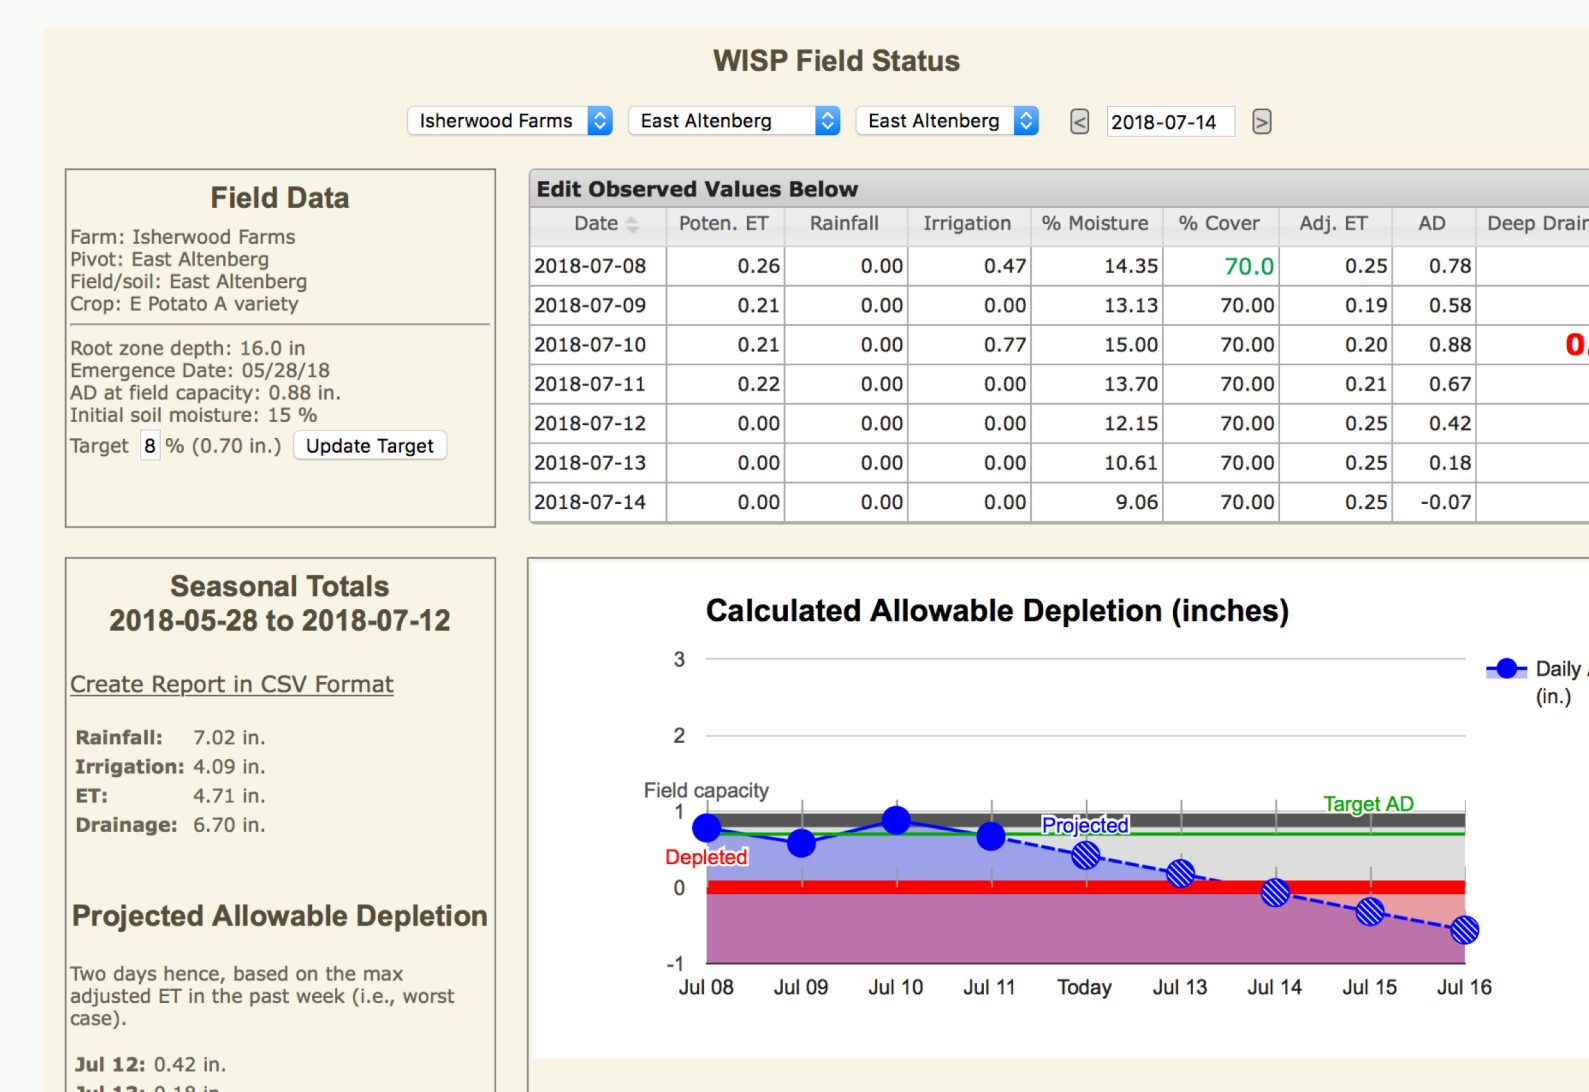 WISP Field Status
Isherwood Farms East Altenberg East Altenberg < 2018-07-14 >
Field Data
Farm: Isherwood Farms
Pivot: East Altenberg
Field/soil: East Altenberg
Crop: E Potato A variety
Root zone depth: 16.0 in
Emergence Date: 05/28/18
AD at field capacity: 0.88 in.
Initial soil moisture: 15 %
Target 8 % (0.70 in.) Update Target
Edit Observed Values Below
Date Poten. ET Rainfall Irrigation % Moisture % Cover Adj. ET AD Deep Drain
2018-07-08 0.26 0.00 0.47 14.35 70.0 0.25 0.78
2018-07-09 0.21 0.00 0.00 13.13 70.00 0.19 0.58
2018-07-10 0.21 0.00 0.77 15.00 70.00 0.20 0.88 0.
2018-07-11 0.22 0.00 0.00 13.70 70.00 0.21 0.67
2018-07-12 0.00 0.00 0.00 12.15 70.00 0.25 0.42
2018-07-13 0.00 0.00 0.00 10.61 70.00 0.25 0.18
2018-07-14 0.00 0.00 0.00 9.06 70.00 0.25 -0.07
Seasonal Totals
2018-05-28 to 2018-07-12
Create Report in CSV Format
Rainfall: 7.02 in.
Irrigation: 4.09 in.
ET: 4.71 in.
Drainage: 6.70 in.
Projected Allowable Depletion
Two days hence, based on the max
adjusted ET in the past week (i.e., worst
case).
Jul 12: 0.42 in.
Jul 13: 0.18 in.
Calculated Allowable Depletion (inches)
3
2
1
0
-1
Field capacity
Depleted
Projected
Target AD
Daily
(in.)
Jul 08 Jul 09 Jul 10 Jul 11 Today Jul 13 Jul 14 Jul 15 Jul 16